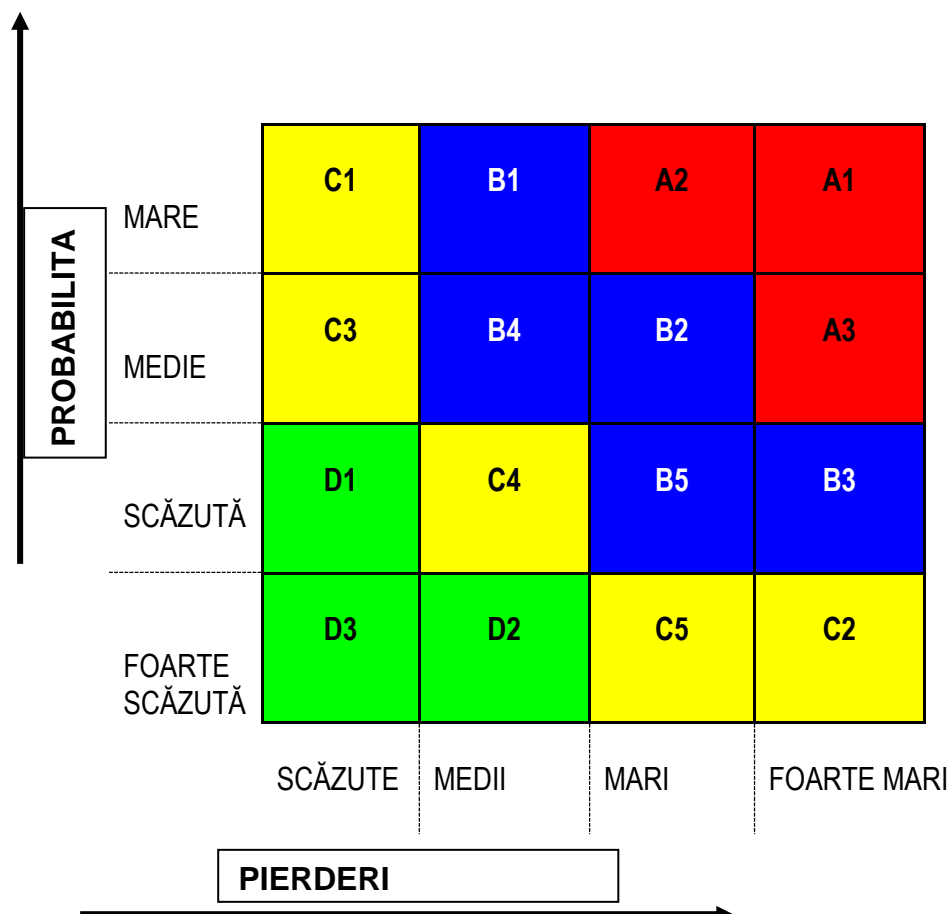 C1 B1 A2 A1
MARE
C3 B4 B2 A3
MEDIE
D1 C4 B5 B3
SCĂZUTĂ
D3 D2 C5 C2
FOARTE
SCĂZUTĂ
PROBABILITA
SCĂZUTE MEDII MARI FOARTE MARI
PIERDERI